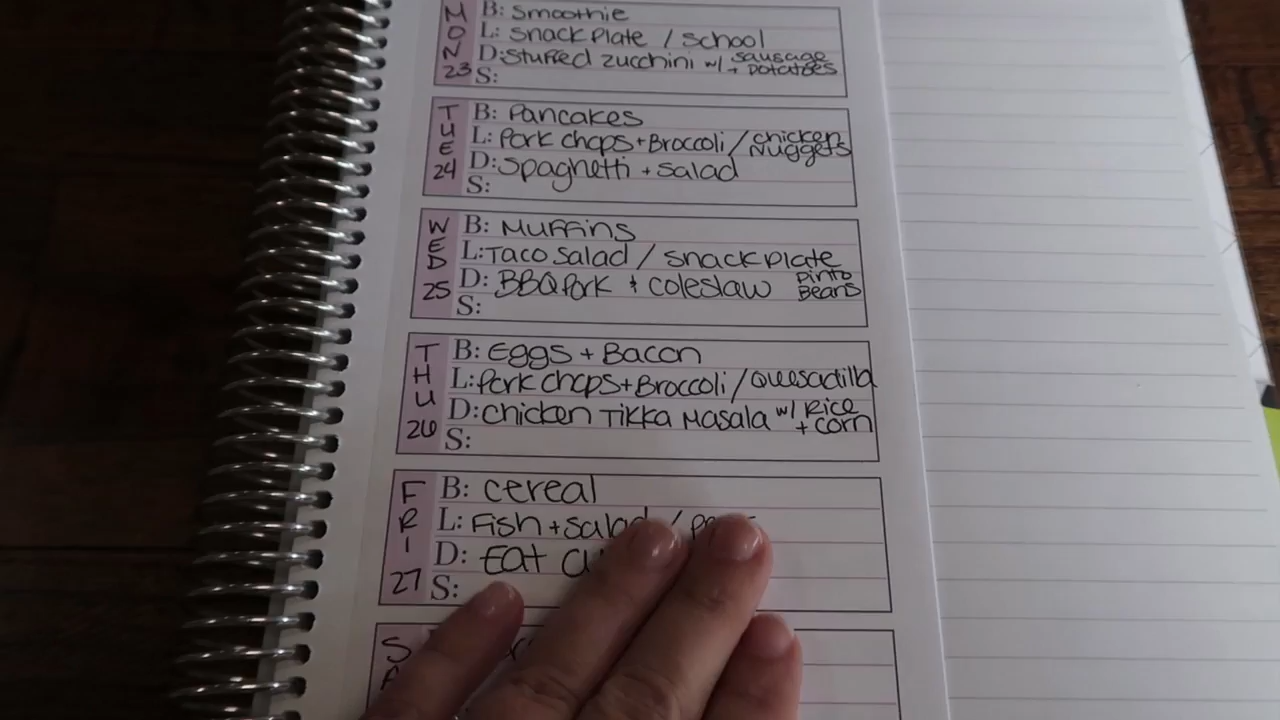 MON 23
B: Smoothie
L: Snack Plate / School
D: Stuffed Zucchini w/ Sausage + Potatoes
S:
TUE 24
B: Pancakes
L: Pork Chops + Broccoli / Chicken Nuggets
D: Spaghetti + Salad
S:
WED 25
B: Muffins
L: Taco Salad / Snack Plate
D: BBQ Pork + Coleslaw Pinto Beans
S:
THU 26
B: Eggs + Bacon
L: Pork Chops + Broccoli / Quesadilla
D: Chicken Tikka Masala w/ Rice + Corn
S:
FRI 27
B: Cereal
L: Fish + Salad /
D: Eat
S: